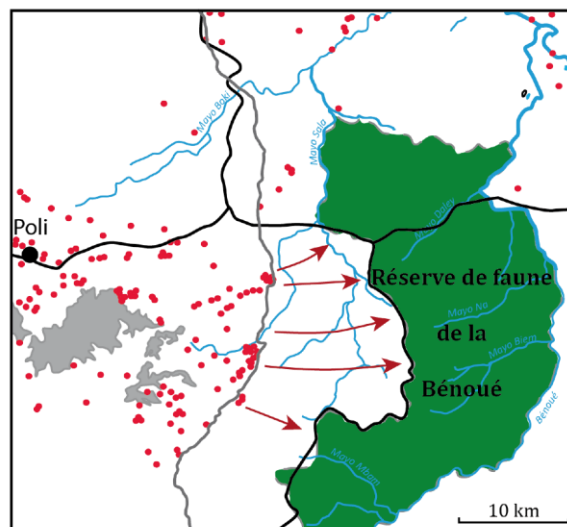 Mayo Boki
Mayo Sala
Poli
Mayo Doléy
Réserve de faune
Mayo No
de la
Mayo Biem
Bénoué
Bénoué
Mayo Mbam
10 km